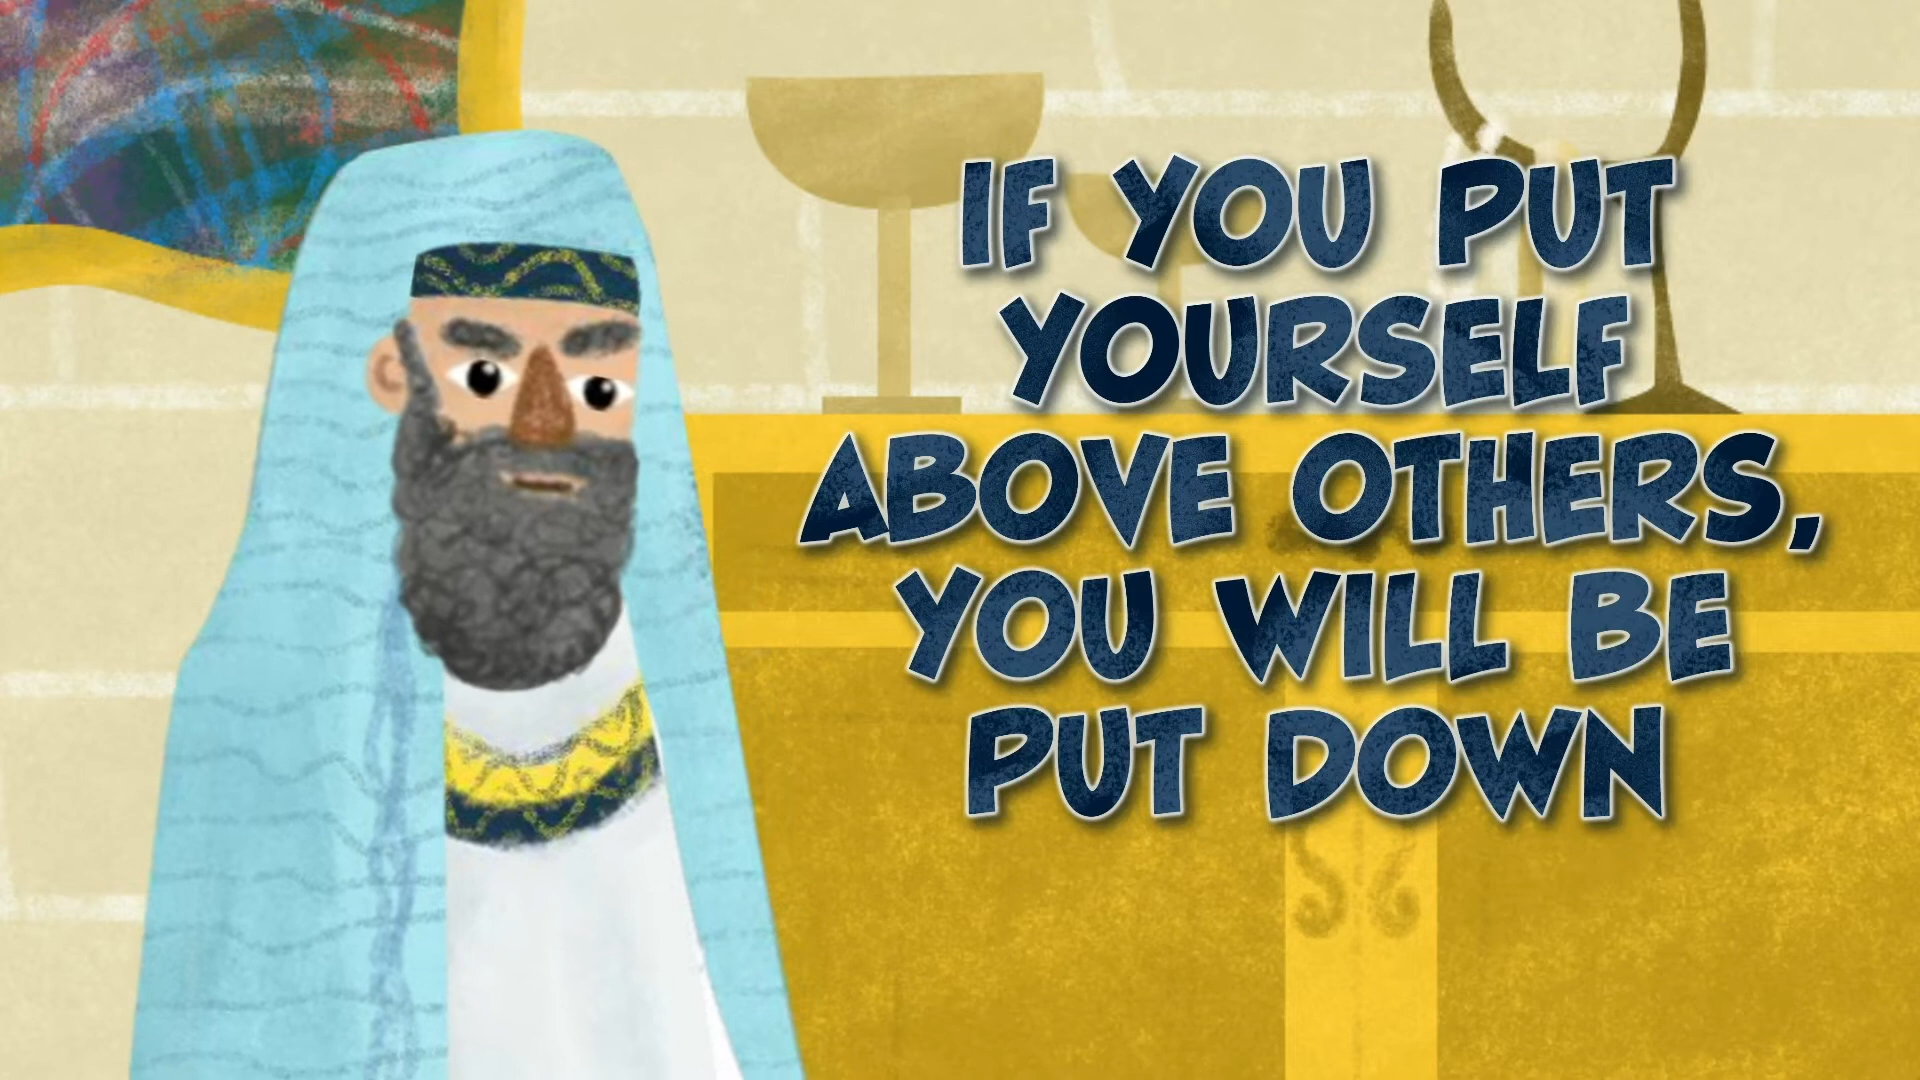 IF YOU PUT
YOURSELF
ABOVE OTHERS,
YOU WILL BE
PUT DOWN